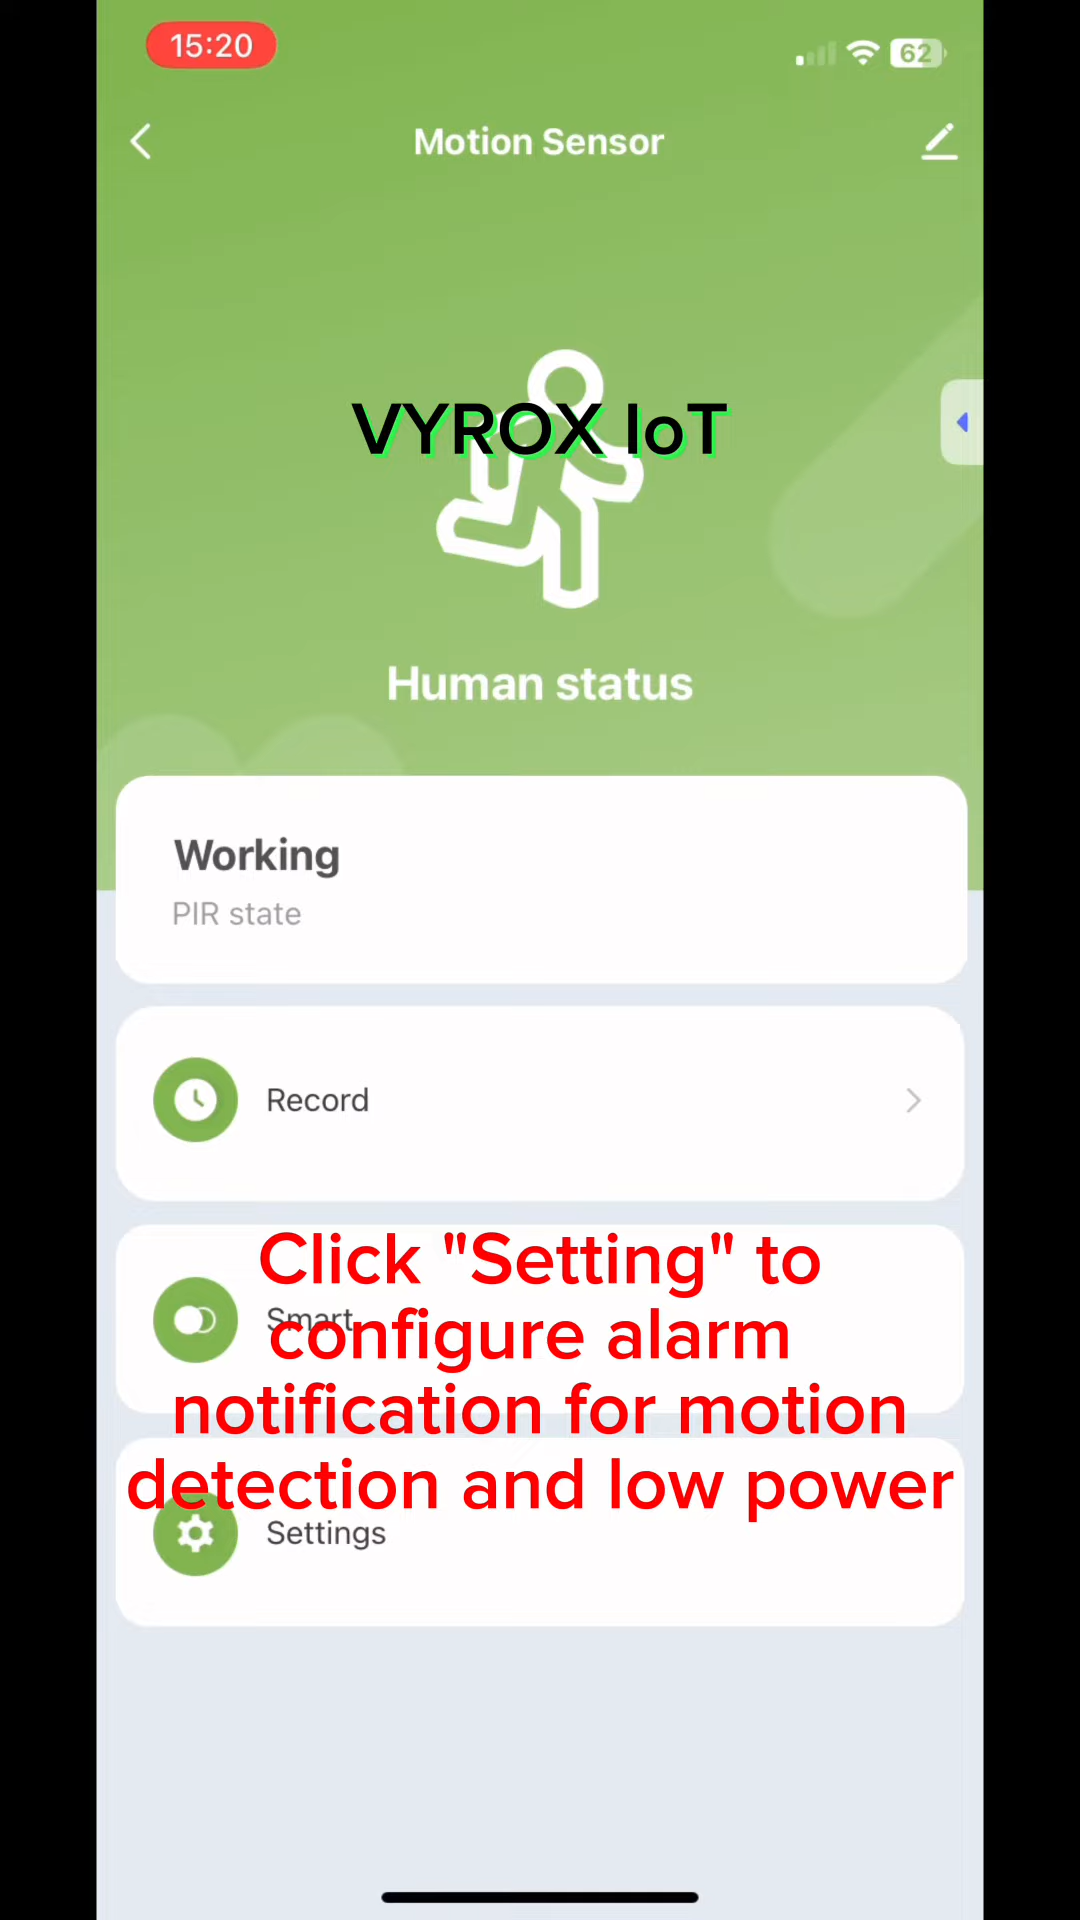 15:20
62
Motion Sensor
VYROX IoT
Human status
Working
PIR state
Record
Click "Setting" to
Smart
configure alarm
notification for motion
detection and low power
Settings